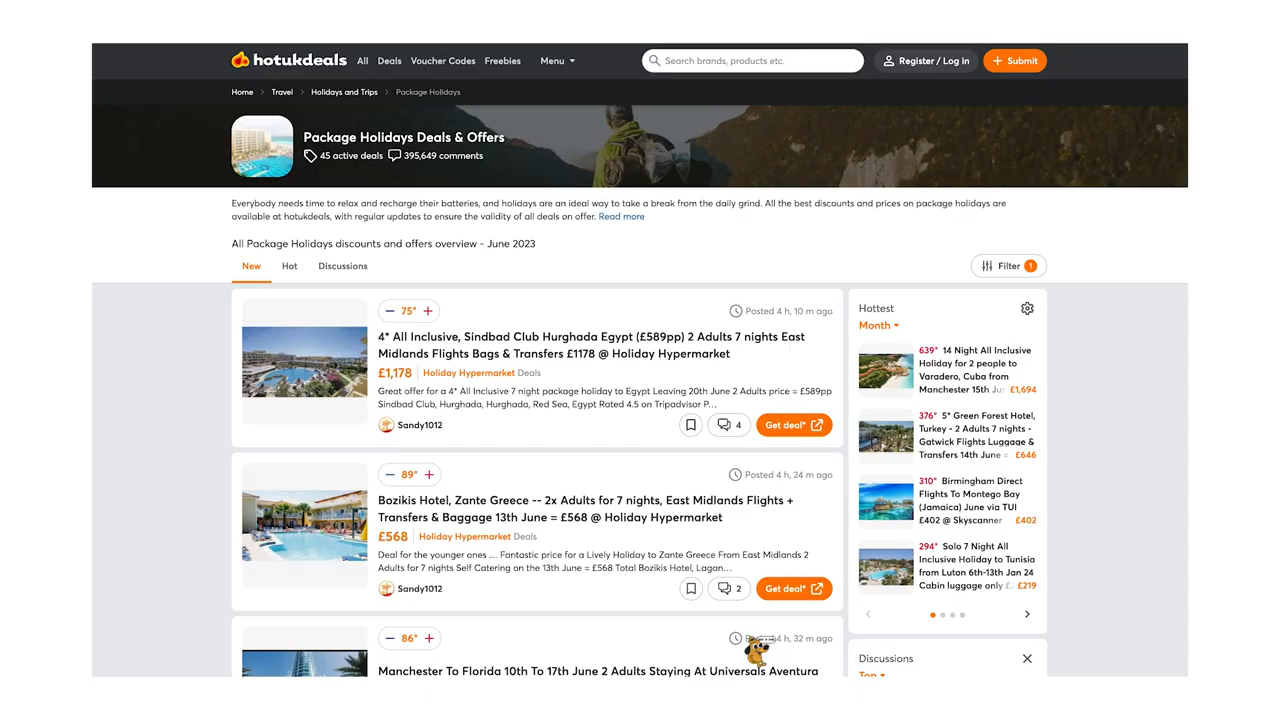 hotukdeals All Deals Voucher Codes Freebies Menu Search brands, products etc. Register / Log in + Submit
Home > Travel > Holidays and Trips > Package Holidays
Package Holidays Deals & Offers
45 active deals 395,649 comments
Everybody needs time to relax and recharge their batteries, and holidays are an ideal way to take a break from the daily grind. All the best discounts and prices on package holidays are
available at hotukdeals, with regular updates to ensure the validity of all deals on offer. Read more
All Package Holidays discounts and offers overview - June 2023
New Hot Discussions Filter 1
− 75° + Posted 4 h, 10 m ago
4* All Inclusive, Sindbad Club Hurghada Egypt (£589pp) 2 Adults 7 nights East
Midlands Flights Bags & Transfers £1178 @ Holiday Hypermarket
£1,178 Holiday Hypermarket Deals
Great offer for a 4* All Inclusive 7 night package holiday to Egypt Leaving 20th June 2 Adults price = £589pp
Sindbad Club, Hurghada, Hurghada, Red Sea, Egypt Rated 4.5 on Tripadvisor P…
Sandy1012 4 Get deal*
− 89° + Posted 4 h, 24 m ago
Bozikis Hotel, Zante Greece -- 2x Adults for 7 nights, East Midlands Flights +
Transfers & Baggage 13th June = £568 @ Holiday Hypermarket
£568 Holiday Hypermarket Deals
Deal for the younger ones .... Fantastic price for a Lively Holiday to Zante Greece From East Midlands 2
Adults for 7 nights Self Catering on the 13th June = £568 Total Bozikis Hotel, Lagan…
Sandy1012 2 Get deal*
− 86° + 4 h, 32 m ago
Manchester To Florida 10th To 17th June 2 Adults Staying At Universals Aventura
Hottest
Month
639° 14 Night All Inclusive
Holiday for 2 people to
Varadero, Cuba from
Manchester 15th Ju £1,694
376° 5* Green Forest Hotel,
Turkey - 2 Adults 7 nights -
Gatwick Flights Luggage &
Transfers 14th June = £646
310° Birmingham Direct
Flights To Montego Bay
(Jamaica) June via TUI
£402 @ Skyscanner £402
294° Solo 7 Night All
Inclusive Holiday to Tunisia
from Luton 6th-13th Jan 24
Cabin luggage only £219
Discussions
Top